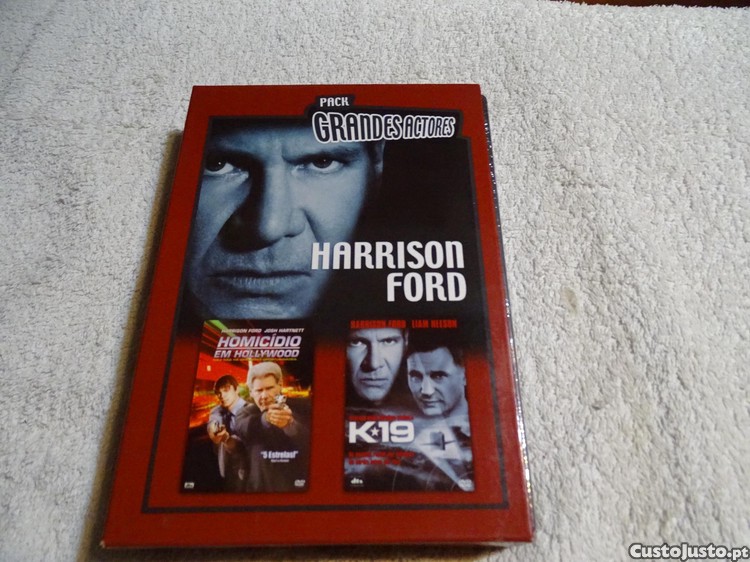 PACK
GRANDES ACTORES
HARRISON
FORD
HARRISON FORD JOSH HARTNETT
HOMICÍDIO
EM HOLLYWOOD
"5 Estrelas!"
HARRISON FORD LIAM NEESON
K★19
dts
CustoJusto.pt